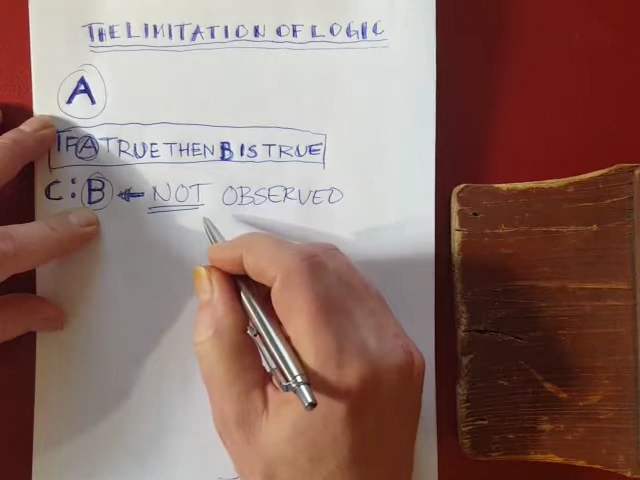 THE LIMITATION OF LOGIC
A
IF A TRUE THEN B IS TRUE
C: B ← NOT OBSERVED